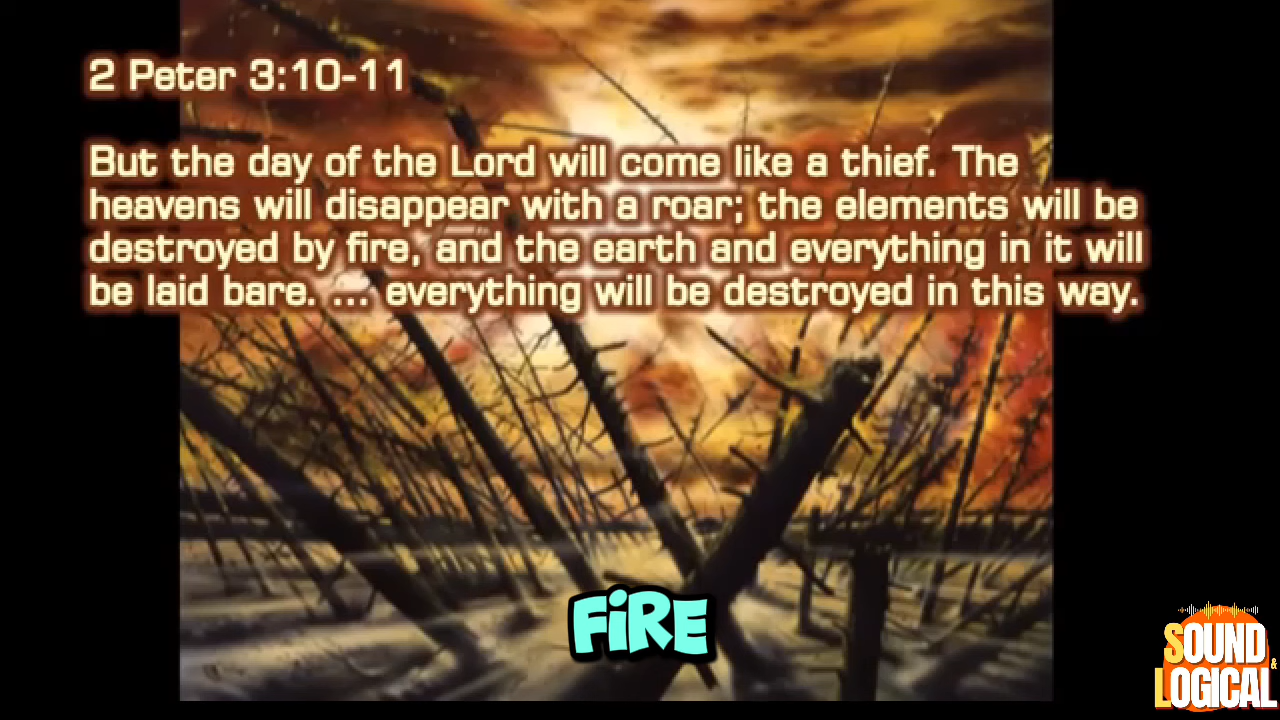 2 Peter 3:10-11
But the day of the Lord will come like a thief. The
heavens will disappear with a roar; the elements will be
destroyed by fire, and the earth and everything in it will
be laid bare. ... everything will be destroyed in this way.
FiRE
SOUND
&
LOGICAL